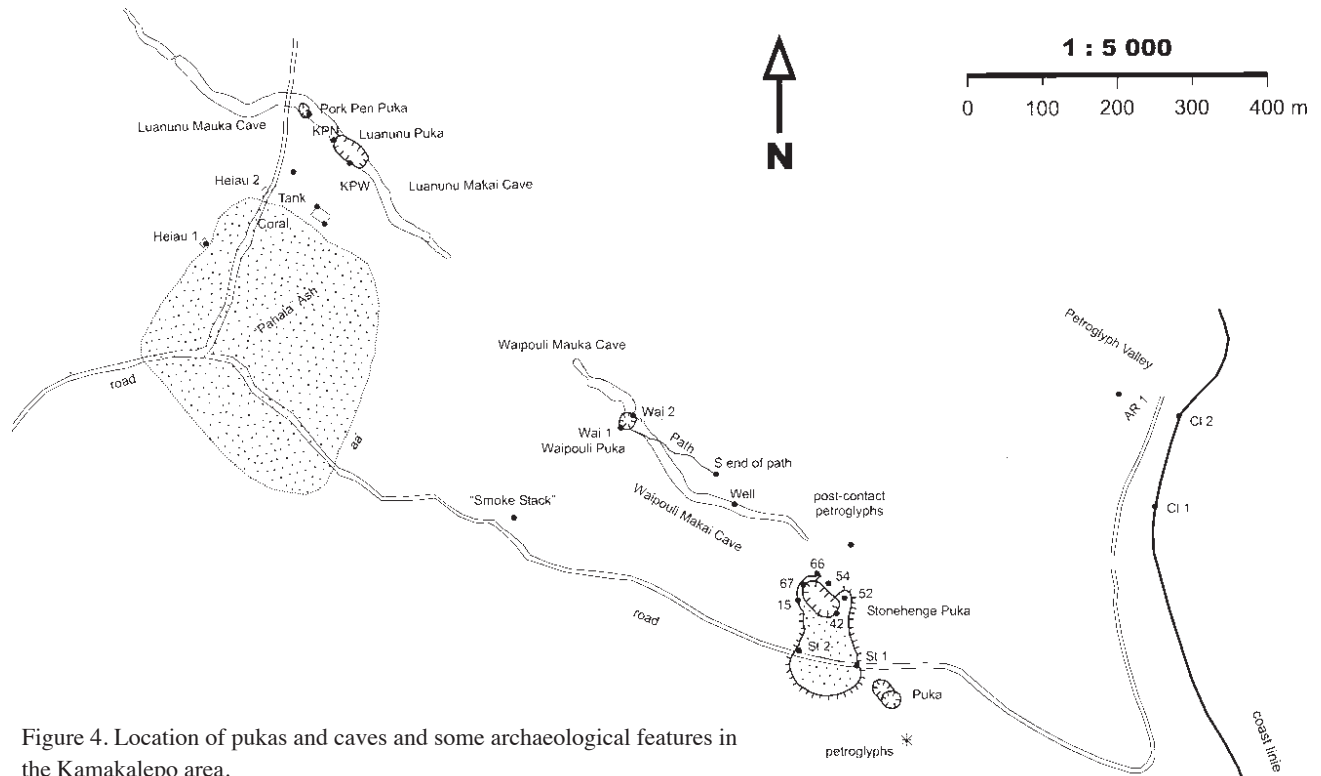 1 : 5 000
0 100 200 300 400 m
N
Pork Pen Puka
Luanunu Mauka Cave
KPN
Luanunu Puka
Heiau 2
KPW
Luanunu Makai Cave
Tank
Coral
Heiau 1
"Pahala" Ash
road
aa
Petroglyph Valley
AR 1
CI 2
CI 1
Waipouli Mauka Cave
Wai 2
Wai 1
Waipouli Puka
Path
S end of path
Well
Waipouli Makai Cave
"Smoke Stack"
post-contact
petroglyphs
66
67
54
52
15
42
Stonehenge Puka
road
St 2
St 1
Puka
petroglyphs
coast linie
Figure 4. Location of pukas and caves and some archaeological features in
the Kamakalepo area.